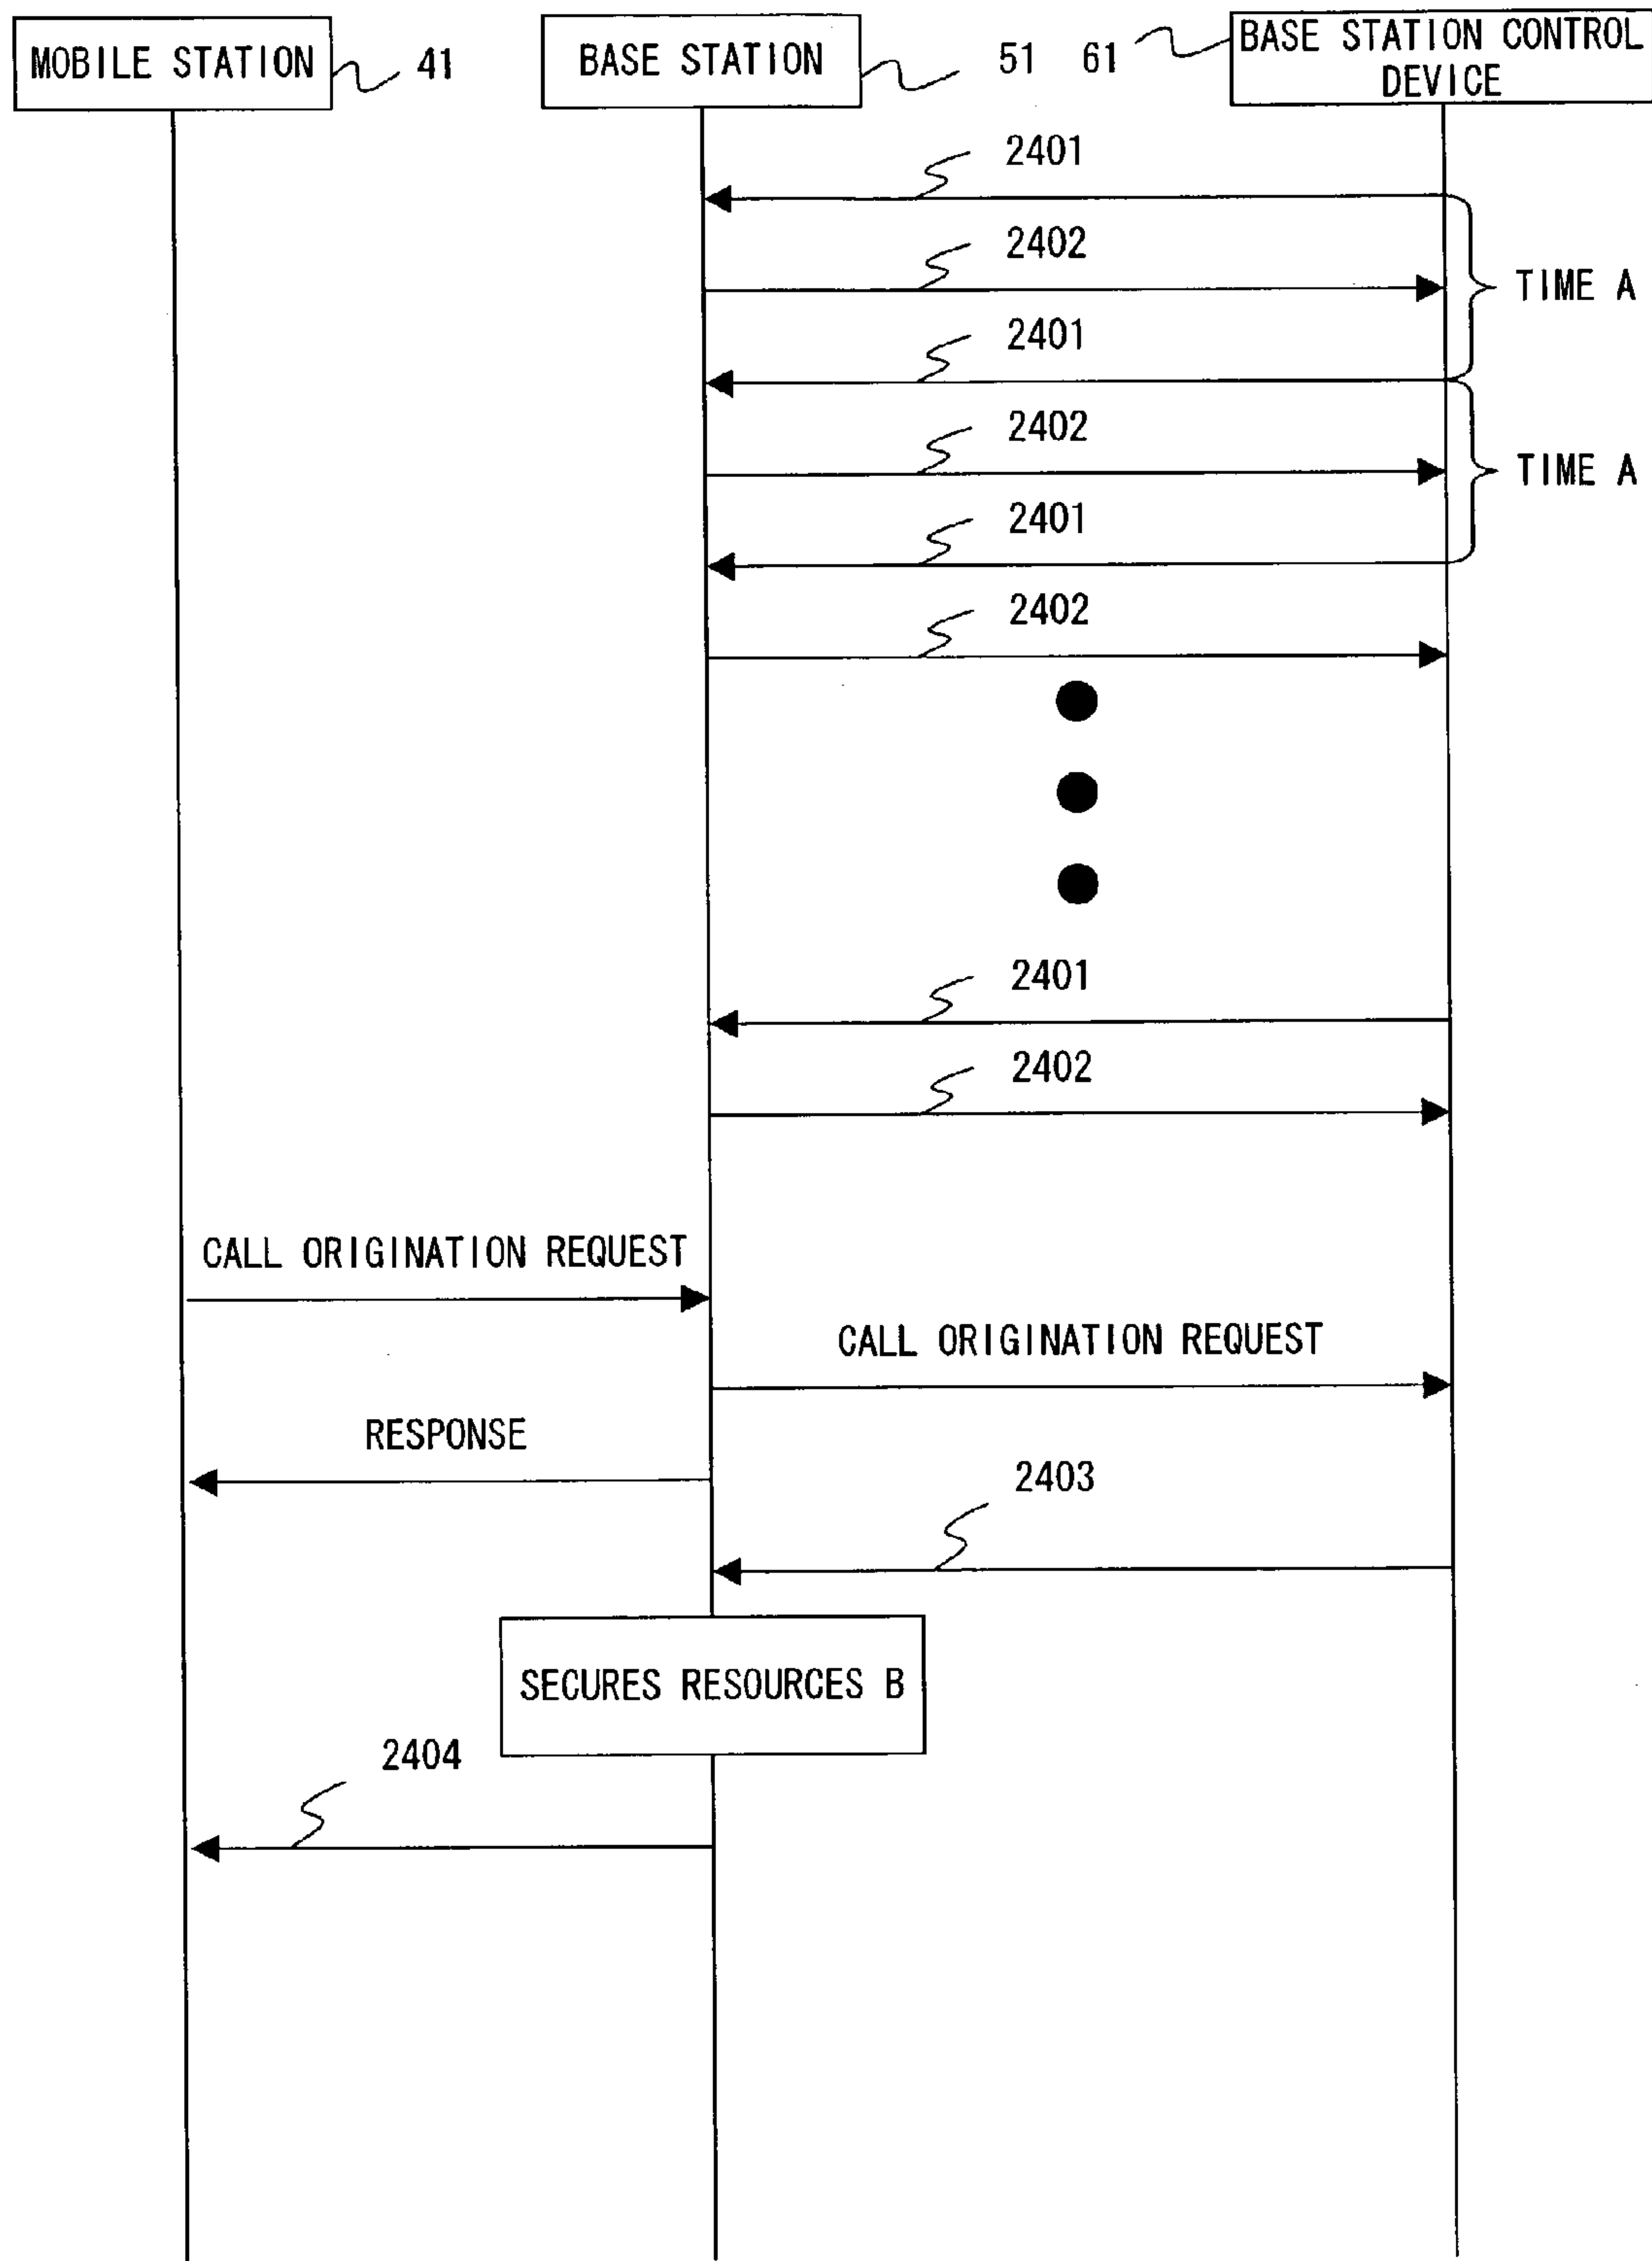 MOBILE STATION
41
BASE STATION
51
61
BASE STATION CONTROL
DEVICE
2401
2402
TIME A
2401
2402
TIME A
2401
2402
2401
2402
CALL ORIGINATION REQUEST
CALL ORIGINATION REQUEST
RESPONSE
2403
SECURES RESOURCES B
2404